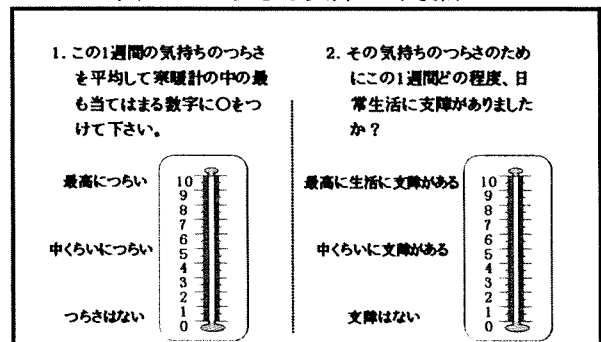 1. この1週間の気持ちのつらさ
を平均して寒暖計の中の最
も当てはまる数字に○をつ
けて下さい。
最高につらい
中くらいにつらい
つらさはない
10
9
8
7
6
5
4
3
2
1
0
2. その気持ちのつらさのため
にこの1週間どの程度、日
常生活に支障がありました
か？
最高に生活に支障がある
中くらいに支障がある
支障はない
10
9
8
7
6
5
4
3
2
1
0